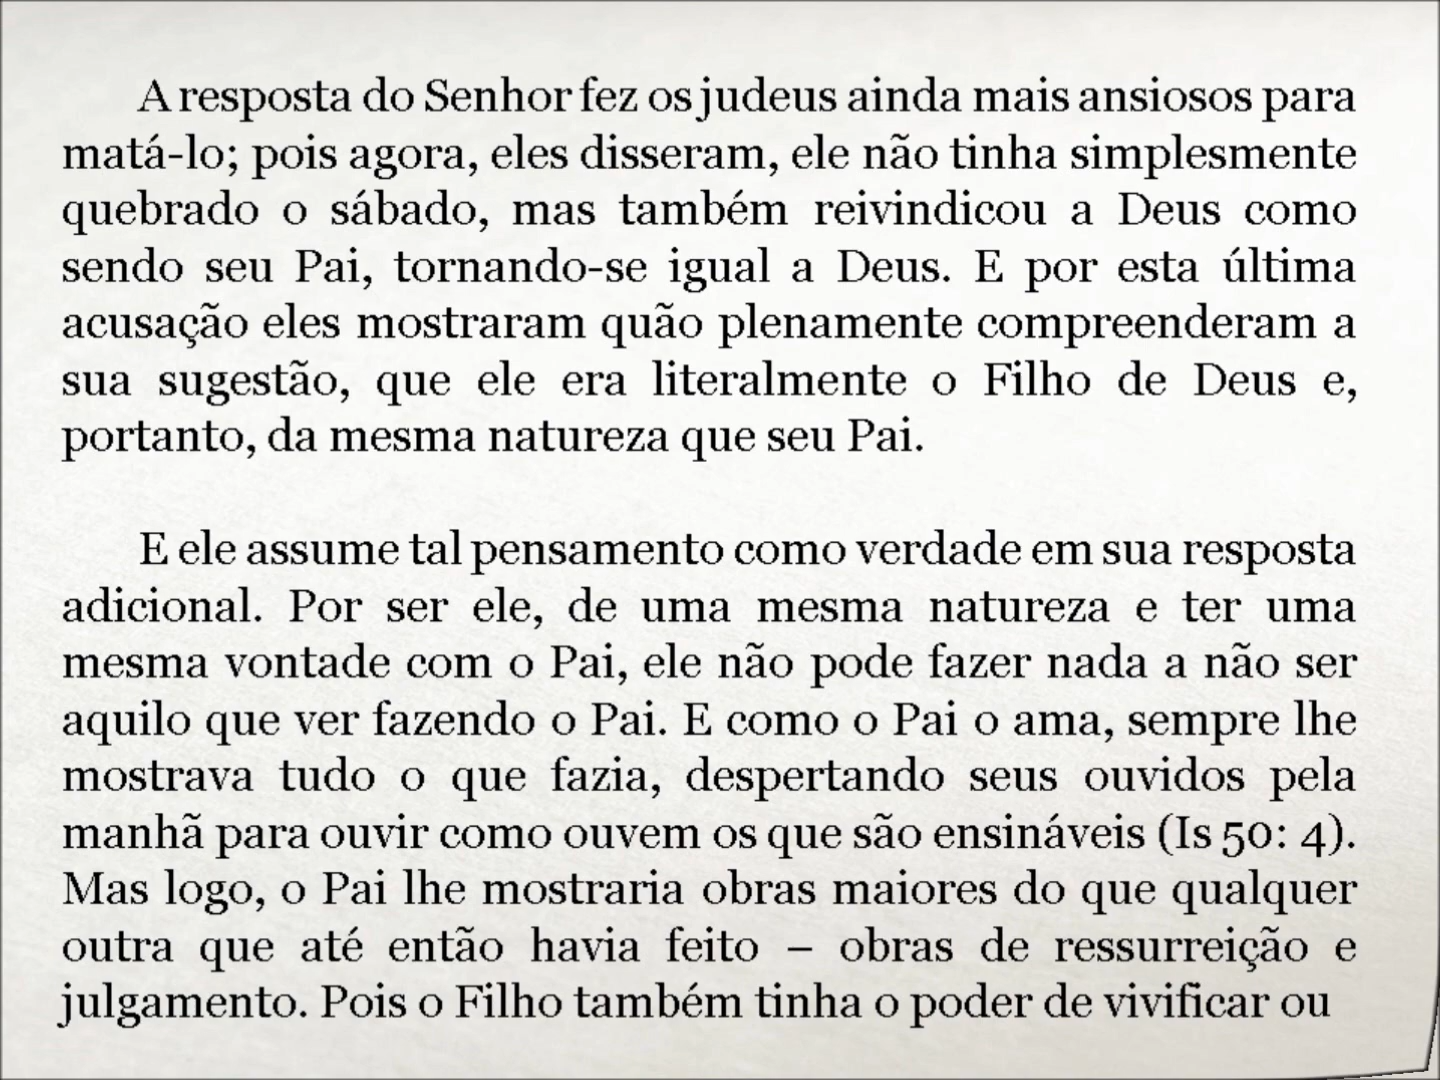 A resposta do Senhor fez os judeus ainda mais ansiosos para
matá-lo; pois agora, eles disseram, ele não tinha simplesmente
quebrado o sábado, mas também reivindicou a Deus como
sendo seu Pai, tornando-se igual a Deus. E por esta última
acusação eles mostraram quão plenamente compreenderam a
sua sugestão, que ele era literalmente o Filho de Deus e,
portanto, da mesma natureza que seu Pai.
E ele assume tal pensamento como verdade em sua resposta
adicional. Por ser ele, de uma mesma natureza e ter uma
mesma vontade com o Pai, ele não pode fazer nada a não ser
aquilo que ver fazendo o Pai. E como o Pai o ama, sempre lhe
mostrava tudo o que fazia, despertando seus ouvidos pela
manhã para ouvir como ouvem os que são ensináveis (Is 50: 4).
Mas logo, o Pai lhe mostraria obras maiores do que qualquer
outra que até então havia feito – obras de ressurreição e
julgamento. Pois o Filho também tinha o poder de vivificar ou